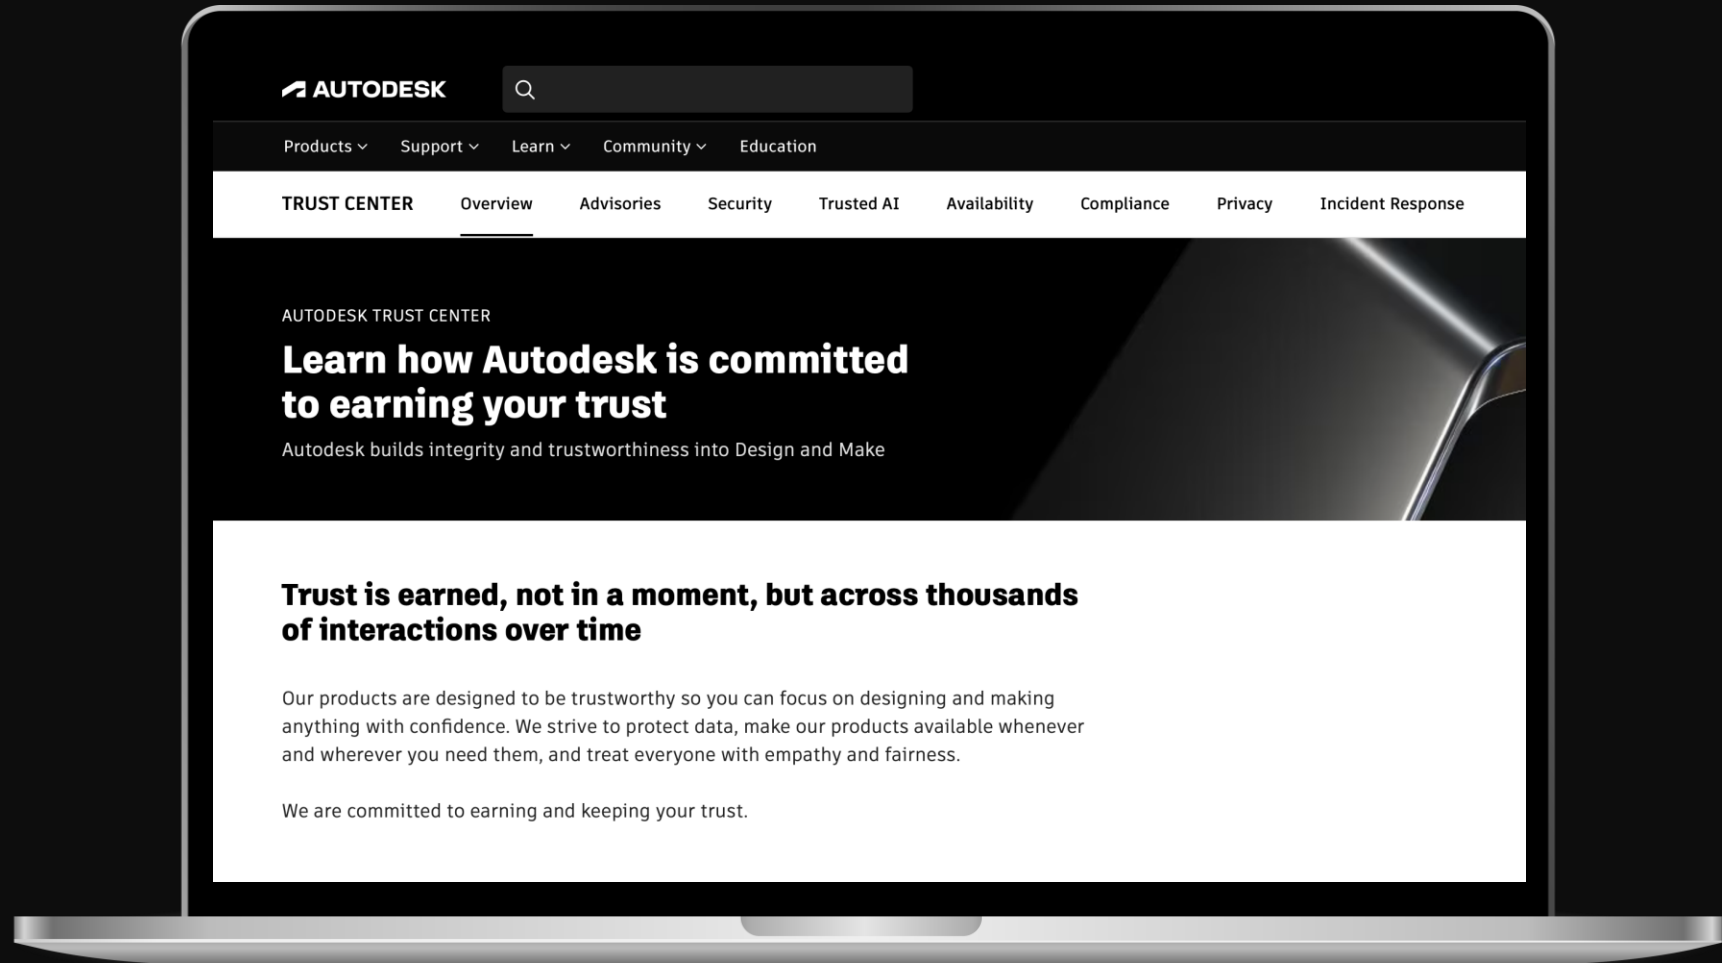 AUTODESK
Products Support Learn Community Education
TRUST CENTER Overview Advisories Security Trusted AI Availability Compliance Privacy Incident Response
AUTODESK TRUST CENTER
Learn how Autodesk is committed
to earning your trust
Autodesk builds integrity and trustworthiness into Design and Make
Trust is earned, not in a moment, but across thousands
of interactions over time
Our products are designed to be trustworthy so you can focus on designing and making
anything with confidence. We strive to protect data, make our products available whenever
and wherever you need them, and treat everyone with empathy and fairness.
We are committed to earning and keeping your trust.